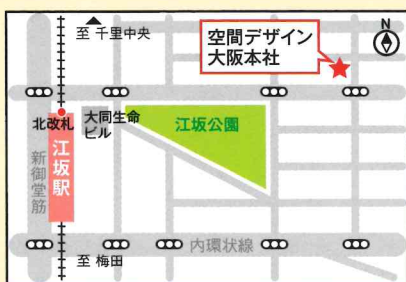 至 千里中央
空間デザイン
大阪本社
N
北改札
大同生命
ビル
江坂公園
江坂駅
新御堂筋
内環状線
至 梅田